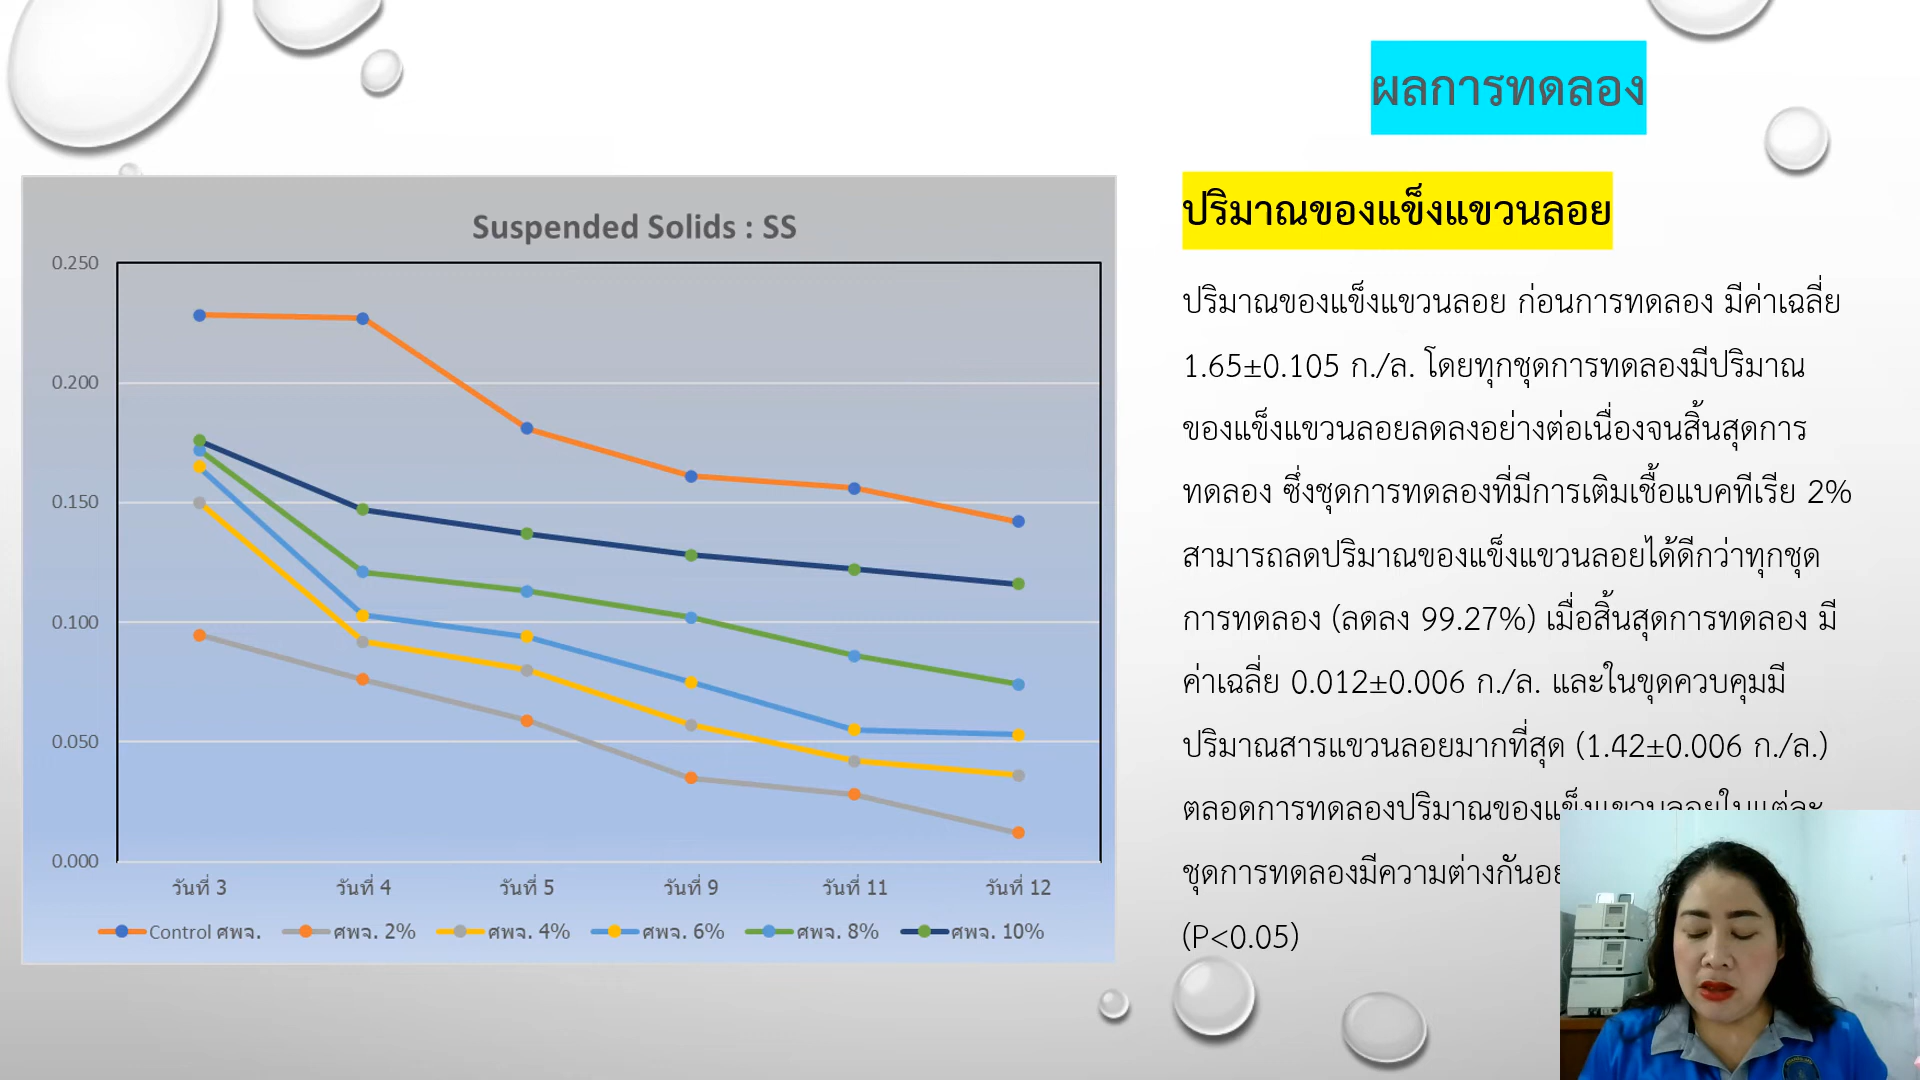 ผลการทดลอง
Suspended Solids : SS
0.250
0.200
0.150
0.100
0.050
0.000
วันที่ 3 วันที่ 4 วันที่ 5 วันที่ 9 วันที่ 11 วันที่ 12
Control ศพจ. ศพจ. 2% ศพจ. 4% ศพจ. 6% ศพจ. 8% ศพจ. 10%
ปริมาณของแข็งแขวนลอย
ปริมาณของแข็งแขวนลอย ก่อนการทดลอง มีค่าเฉลี่ย
1.65±0.105 ก./ล. โดยทุกชุดการทดลองมีปริมาณ
ของแข็งแขวนลอยลดลงอย่างต่อเนื่องจนสิ้นสุดการ
ทดลอง ซึ่งชุดการทดลองที่มีการเติมเชื้อแบคทีเรีย 2%
สามารถลดปริมาณของแข็งแขวนลอยได้ดีกว่าทุกชุด
การทดลอง (ลดลง 99.27%) เมื่อสิ้นสุดการทดลอง มี
ค่าเฉลี่ย 0.012±0.006 ก./ล. และในขุดควบคุมมี
ปริมาณสารแขวนลอยมากที่สุด (1.42±0.006 ก./ล.)
ตลอดการทดลองปริมาณของแข็งแขวนลอยในแต่ละ
ชุดการทดลองมีความต่างกัน
(P<0.05)